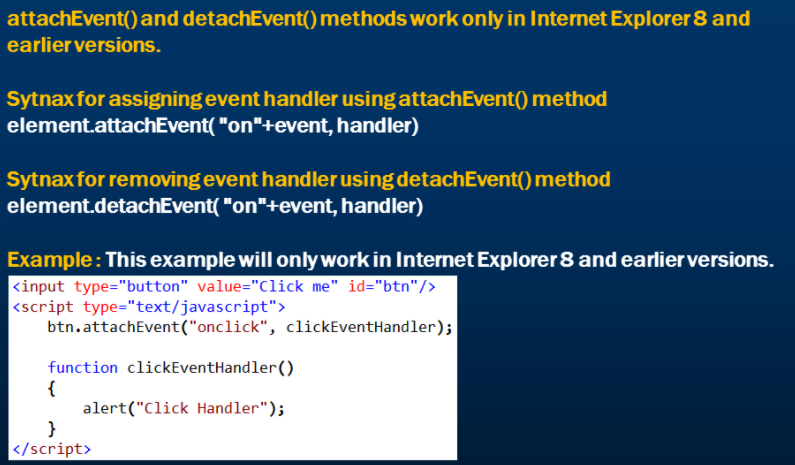 attachEvent() and detachEvent() methods work only in Internet Explorer 8 and
earlier versions.
Sytnax for assigning event handler using attachEvent() method
element.attachEvent( "on"+event, handler)
Sytnax for removing event handler using detachEvent() method
element.detachEvent( "on"+event, handler)
Example : This example will only work in Internet Explorer 8 and earlier versions.
<input type="button" value="Click me" id="btn"/>
<script type="text/javascript">
    btn.attachEvent("onclick", clickEventHandler);
    function clickEventHandler()
    {
        alert("Click Handler");
    }
</script>